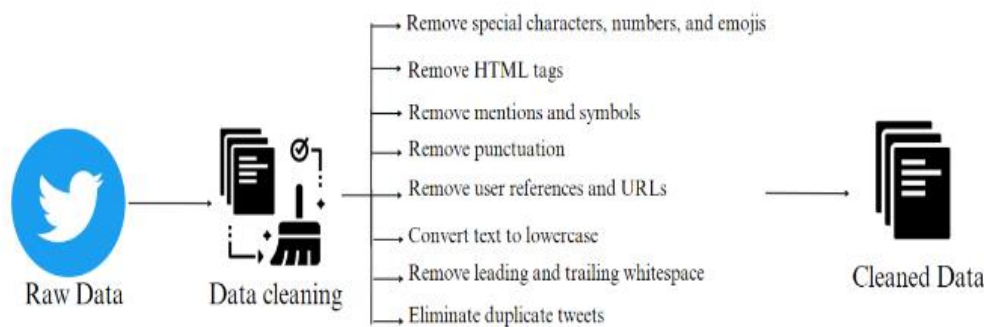 Remove special characters, numbers, and emojis
Remove HTML tags
Remove mentions and symbols
Remove punctuation
Remove user references and URLs
Convert text to lowercase
Remove leading and trailing whitespace
Eliminate duplicate tweets
Raw Data
Data cleaning
Cleaned Data